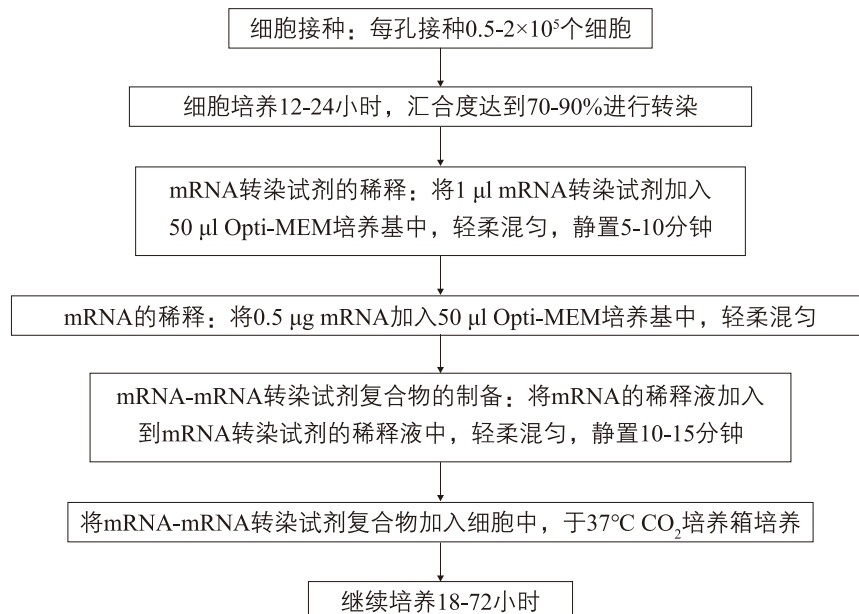 细胞接种：每孔接种0.5-2×10⁵个细胞
细胞培养12-24小时，汇合度达到70-90%进行转染
mRNA转染试剂的稀释：将1 μl mRNA转染试剂加入
50 μl Opti-MEM培养基中，轻柔混匀，静置5-10分钟
mRNA的稀释：将0.5 μg mRNA加入50 μl Opti-MEM培养基中，轻柔混匀
mRNA-mRNA转染试剂复合物的制备：将mRNA的稀释液加入
到mRNA转染试剂的稀释液中，轻柔混匀，静置10-15分钟
将mRNA-mRNA转染试剂复合物加入细胞中，于37°C CO₂培养箱培养
继续培养18-72小时